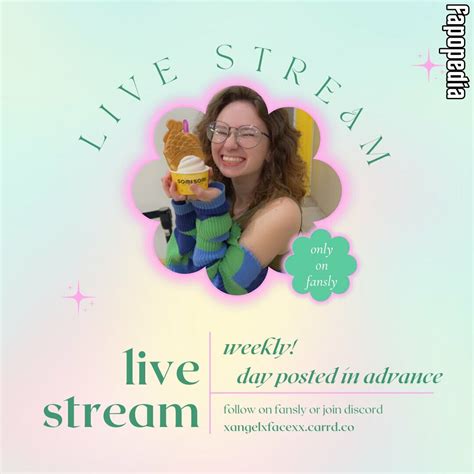 fapopedia
LIVE STREAM
SOMISOMI
only
on
fansly
live
stream
weekly!
day posted in advance
follow on fansly or join discord
xangelxfacexx.carrd.co